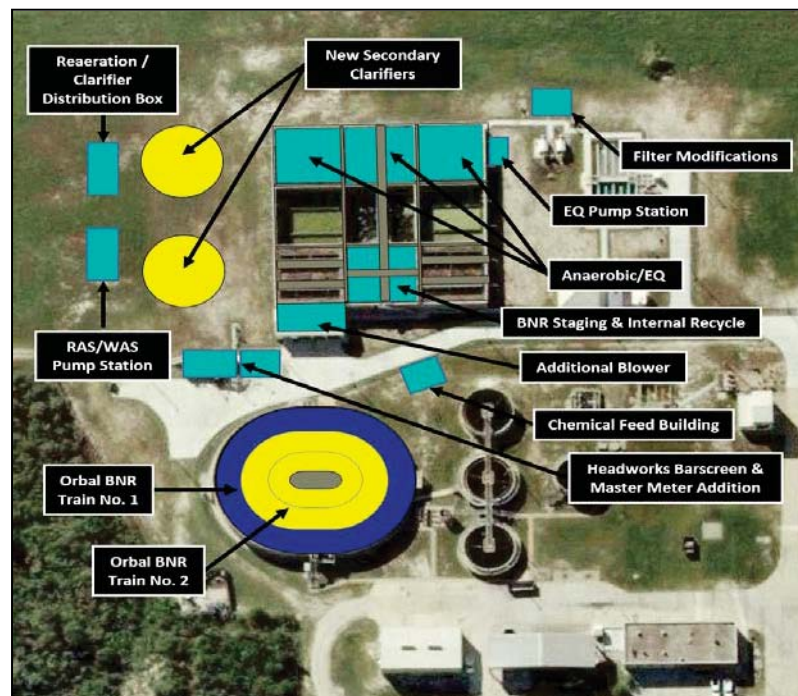 Reaeration /
Clarifier
Distribution Box
New Secondary
Clarifiers
Filter Modifications
EQ Pump Station
Anaerobic/EQ
BNR Staging & Internal Recycle
RAS/WAS
Pump Station
Additional Blower
Chemical Feed Building
Headworks Barscreen &
Master Meter Addition
Orbal BNR
Train No. 1
Orbal BNR
Train No. 2